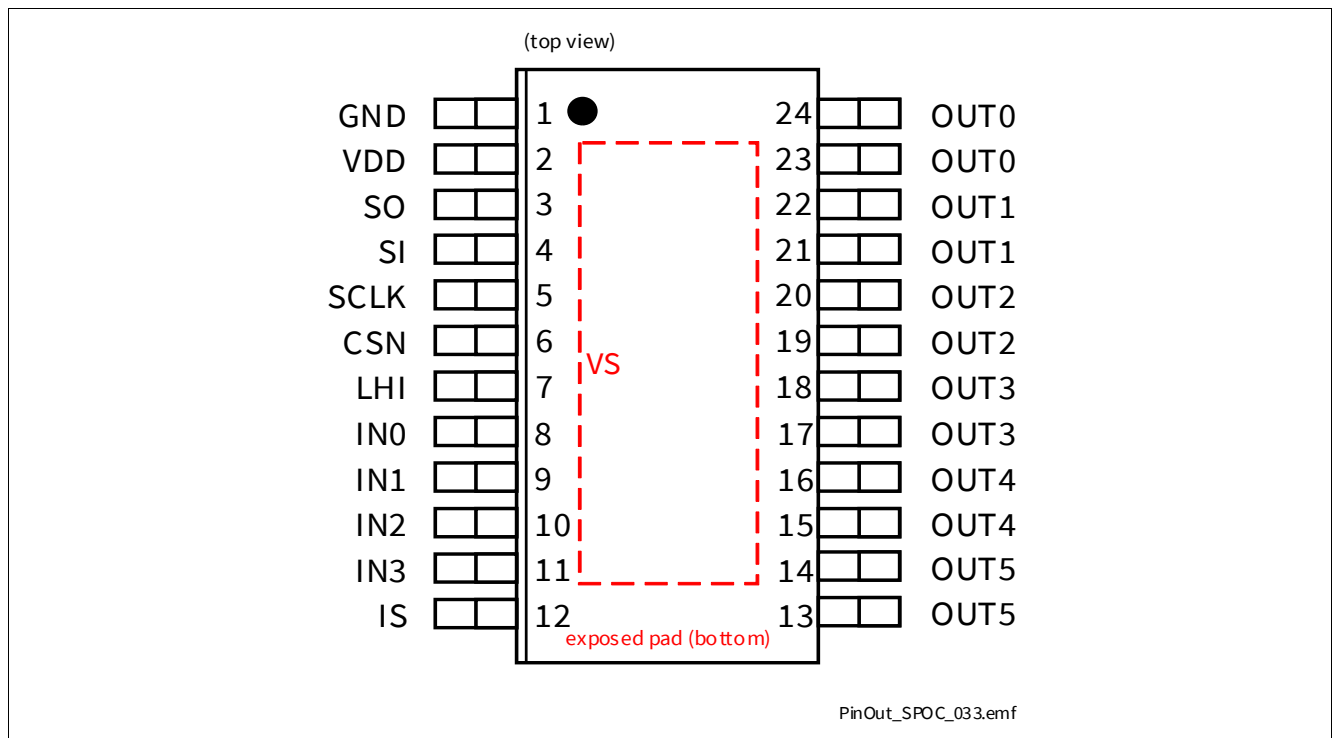 (top view)
GND 1 24 OUT0
VDD 2 23 OUT0
SO 3 22 OUT1
SI 4 21 OUT1
SCLK 5 20 OUT2
CSN 6 19 OUT2
VS
LHI 7 18 OUT3
IN0 8 17 OUT3
IN1 9 16 OUT4
IN2 10 15 OUT4
IN3 11 14 OUT5
IS 12 13 OUT5
exposed pad (bottom)
PinOut_SPOC_033.emf